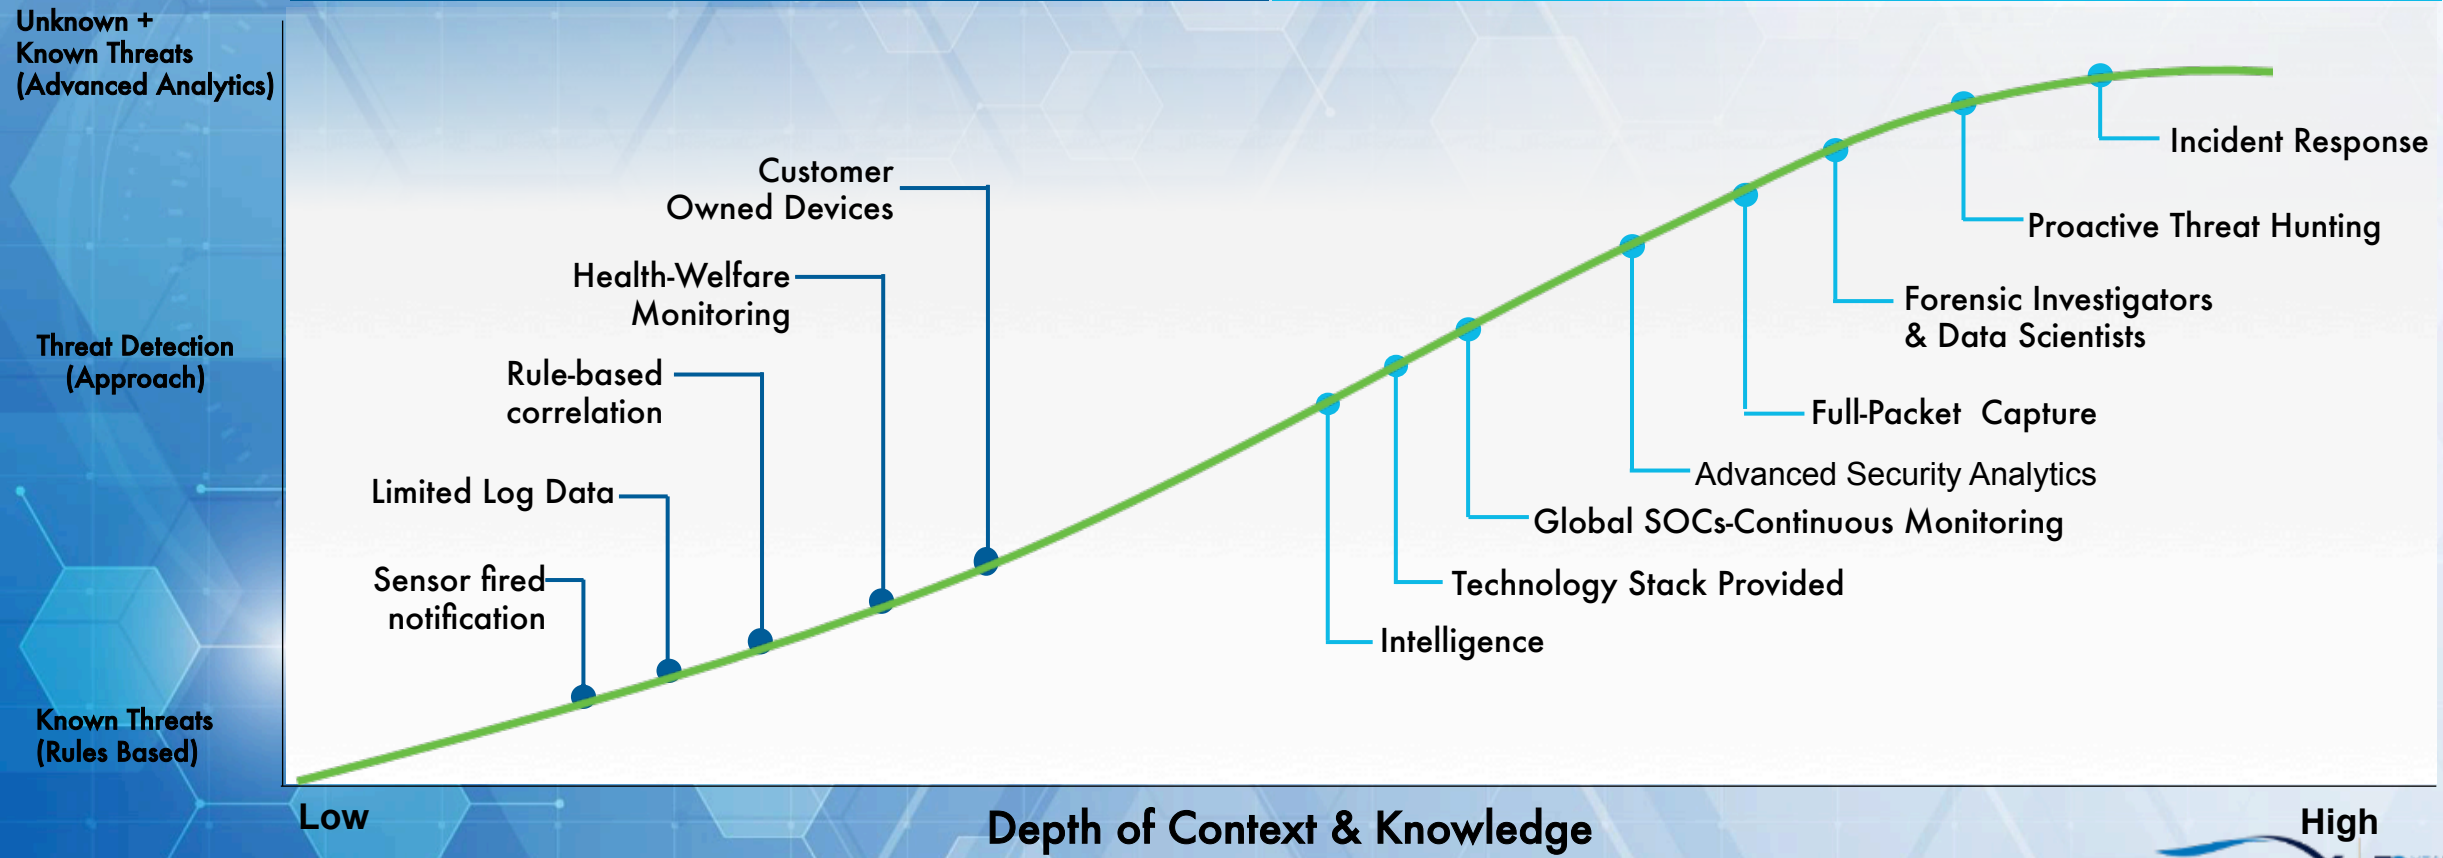 Unknown +
Known Threats
(Advanced Analytics)
Threat Detection
(Approach)
Known Threats
(Rules Based)
Customer
Owned Devices
Health-Welfare
Monitoring
Rule-based
correlation
Limited Log Data
Sensor fired
notification
Incident Response
Proactive Threat Hunting
Forensic Investigators
& Data Scientists
Full-Packet Capture
Advanced Security Analytics
Global SOCs-Continuous Monitoring
Technology Stack Provided
Intelligence
Low
Depth of Context & Knowledge
High